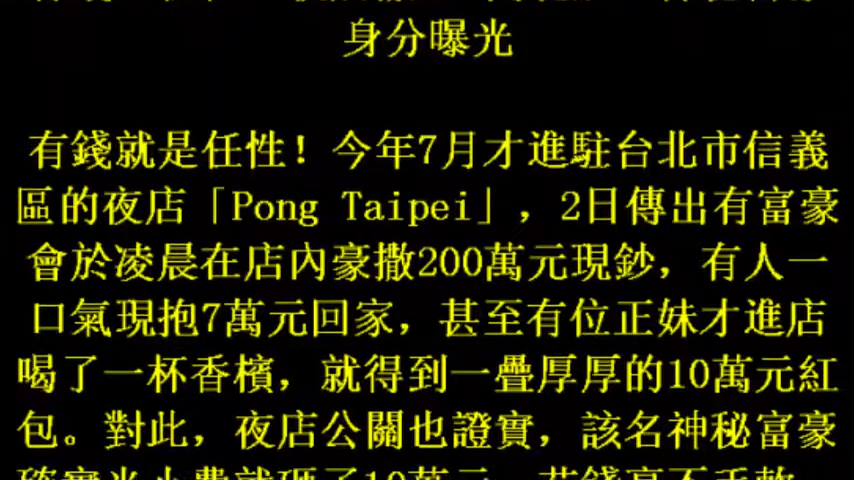 身分曝光
有錢就是任性！今年7月才進駐台北市信義
區的夜店「Pong Taipei」，2日傳出有富豪
會於凌晨在店內豪撒200萬元現鈔，有人一
口氣現抱7萬元回家，甚至有位正妹才進店
喝了一杯香檳，就得到一疊厚厚的10萬元紅
包。對此，夜店公關也證實，該名神秘富豪